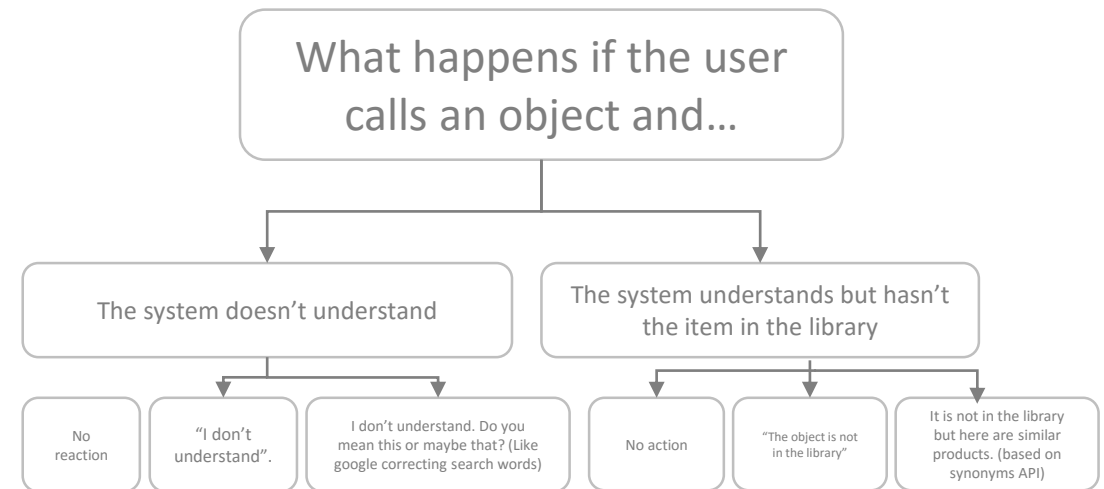 What happens if the user
calls an object and…
The system doesn’t understand
The system understands but hasn’t
the item in the library
No
reaction
“I don’t
understand”.
I don’t understand. Do you
mean this or maybe that? (Like
google correcting search words)
No action
“The object is not
in the library”
It is not in the library
but here are similar
products. (based on
synonyms API)